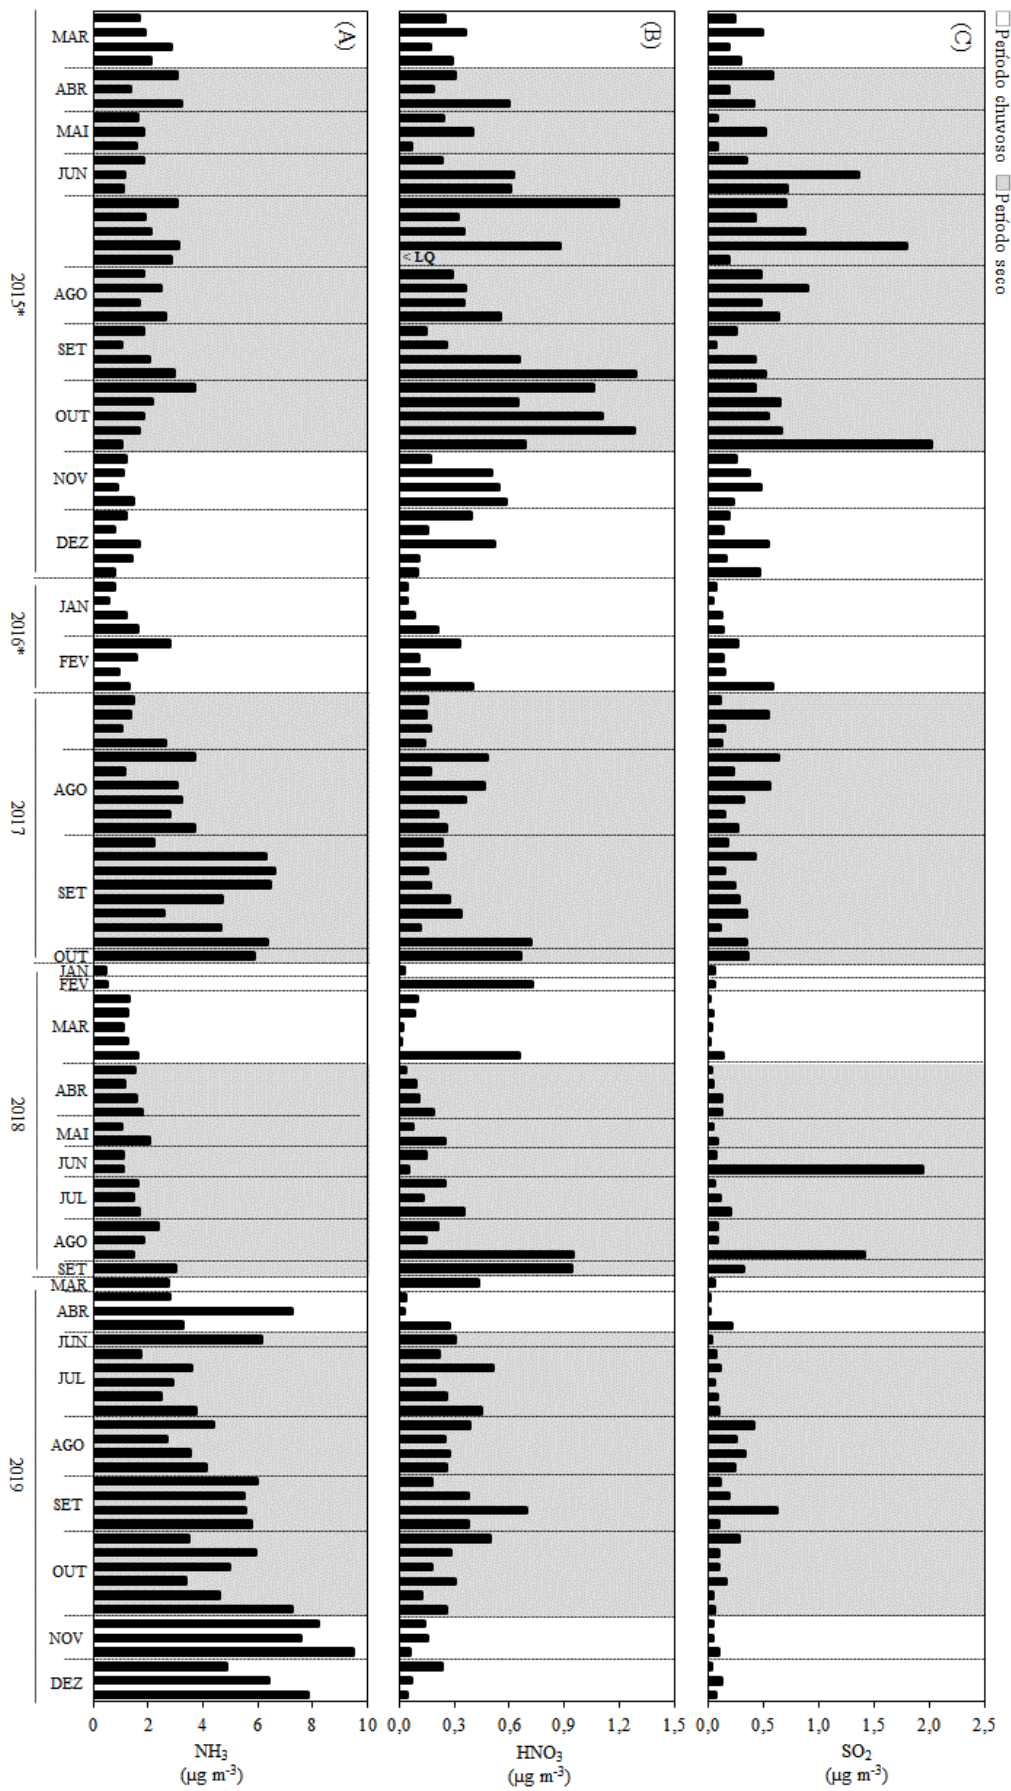 Período chuvoso
Período seco
(A)
(B)
(C)
< LQ
MAR
ABR
MAI
JUN
AGO
SET
OUT
NOV
DEZ
JAN
FEV
AGO
SET
OUT
JAN
FEV
MAR
ABR
MAI
JUN
JUL
AGO
SET
MAR
ABR
JUN
JUL
AGO
SET
OUT
NOV
DEZ
2015*
2016*
2017
2018
2019
0 2 4 6 8 10
NH₃
(µg m⁻³)
0,0 0,3 0,6 0,9 1,2 1,5
HNO₃
(µg m⁻³)
0,0 0,5 1,0 1,5 2,0 2,5
SO₂
(µg m⁻³)